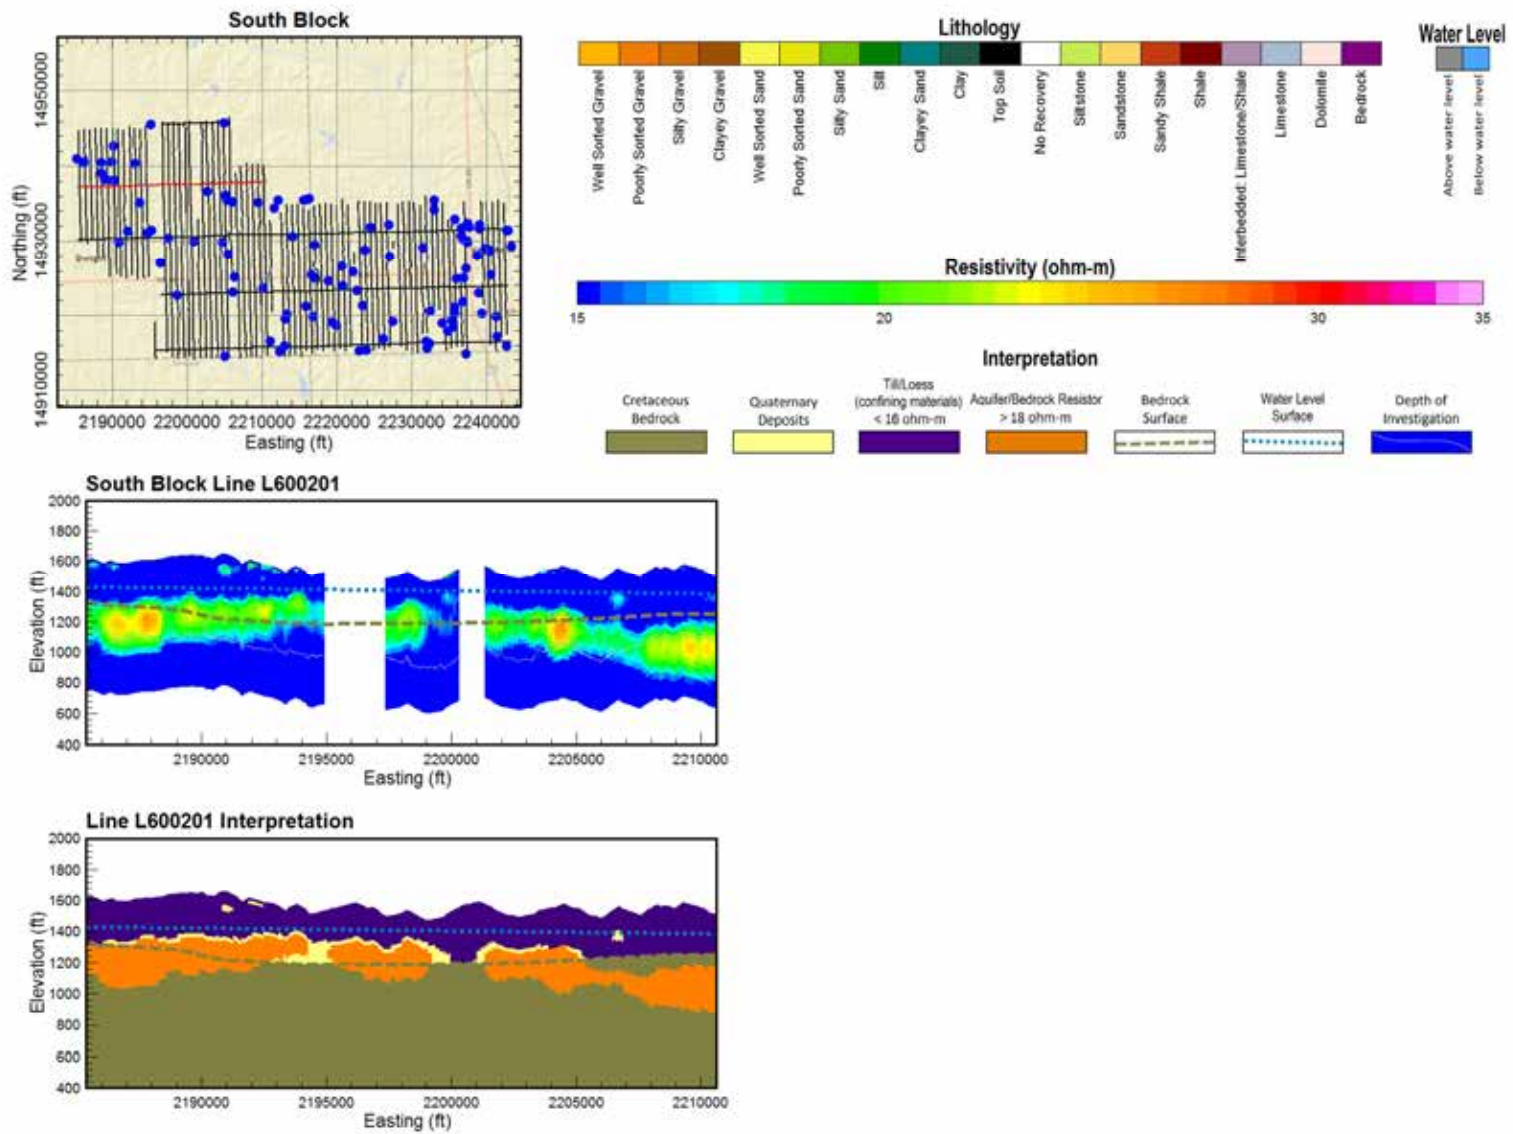 South Block
14950000
14930000
14910000
Northing (ft)
2190000 2200000 2210000 2220000 2230000 2240000
Easting (ft)
Lithology
Well Sorted Gravel
Poorly Sorted Gravel
Silty Gravel
Clayey Gravel
Well Sorted Sand
Poorly Sorted Sand
Silty Sand
Silt
Clayey Sand
Clay
Top Soil
No Recovery
Siltstone
Sandstone
Sandy Shale
Shale
Interbedded: Limestone/Shale
Limestone
Dolomite
Bedrock
Water Level
Above water level
Below water level
Resistivity (ohm-m)
15 20 30 35
Interpretation
Cretaceous
Bedrock
Quaternary
Deposits
Till/Loess
(confining materials)
< 16 ohm-m
Aquifer/Bedrock Resistor
> 18 ohm-m
Bedrock
Surface
Water Level
Surface
Depth of
Investigation
South Block Line L600201
2000
1800
1600
1400
1200
1000
800
600
400
Elevation (ft)
2190000 2195000 2200000 2205000 2210000
Easting (ft)
Line L600201 Interpretation
2000
1800
1600
1400
1200
1000
800
600
400
Elevation (ft)
2190000 2195000 2200000 2205000 2210000
Easting (ft)